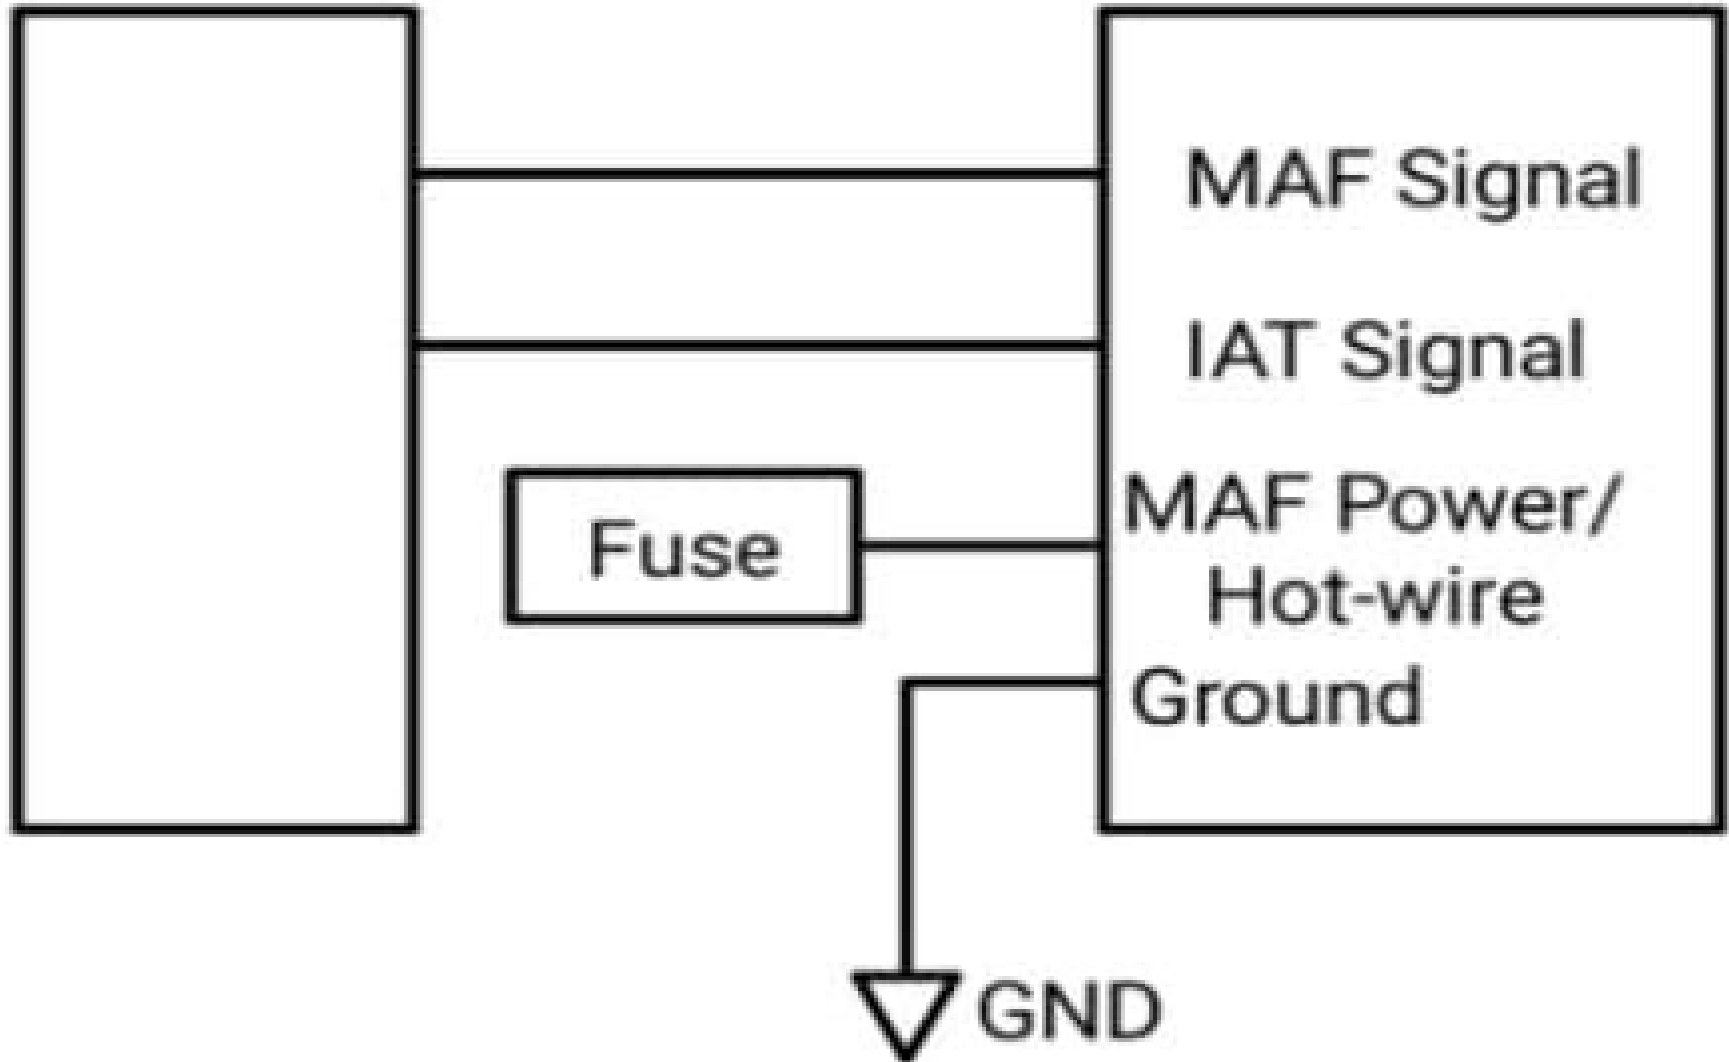 MAF Signal
IAT Signal
MAF Power/
Hot-wire
Fuse
Ground
GND